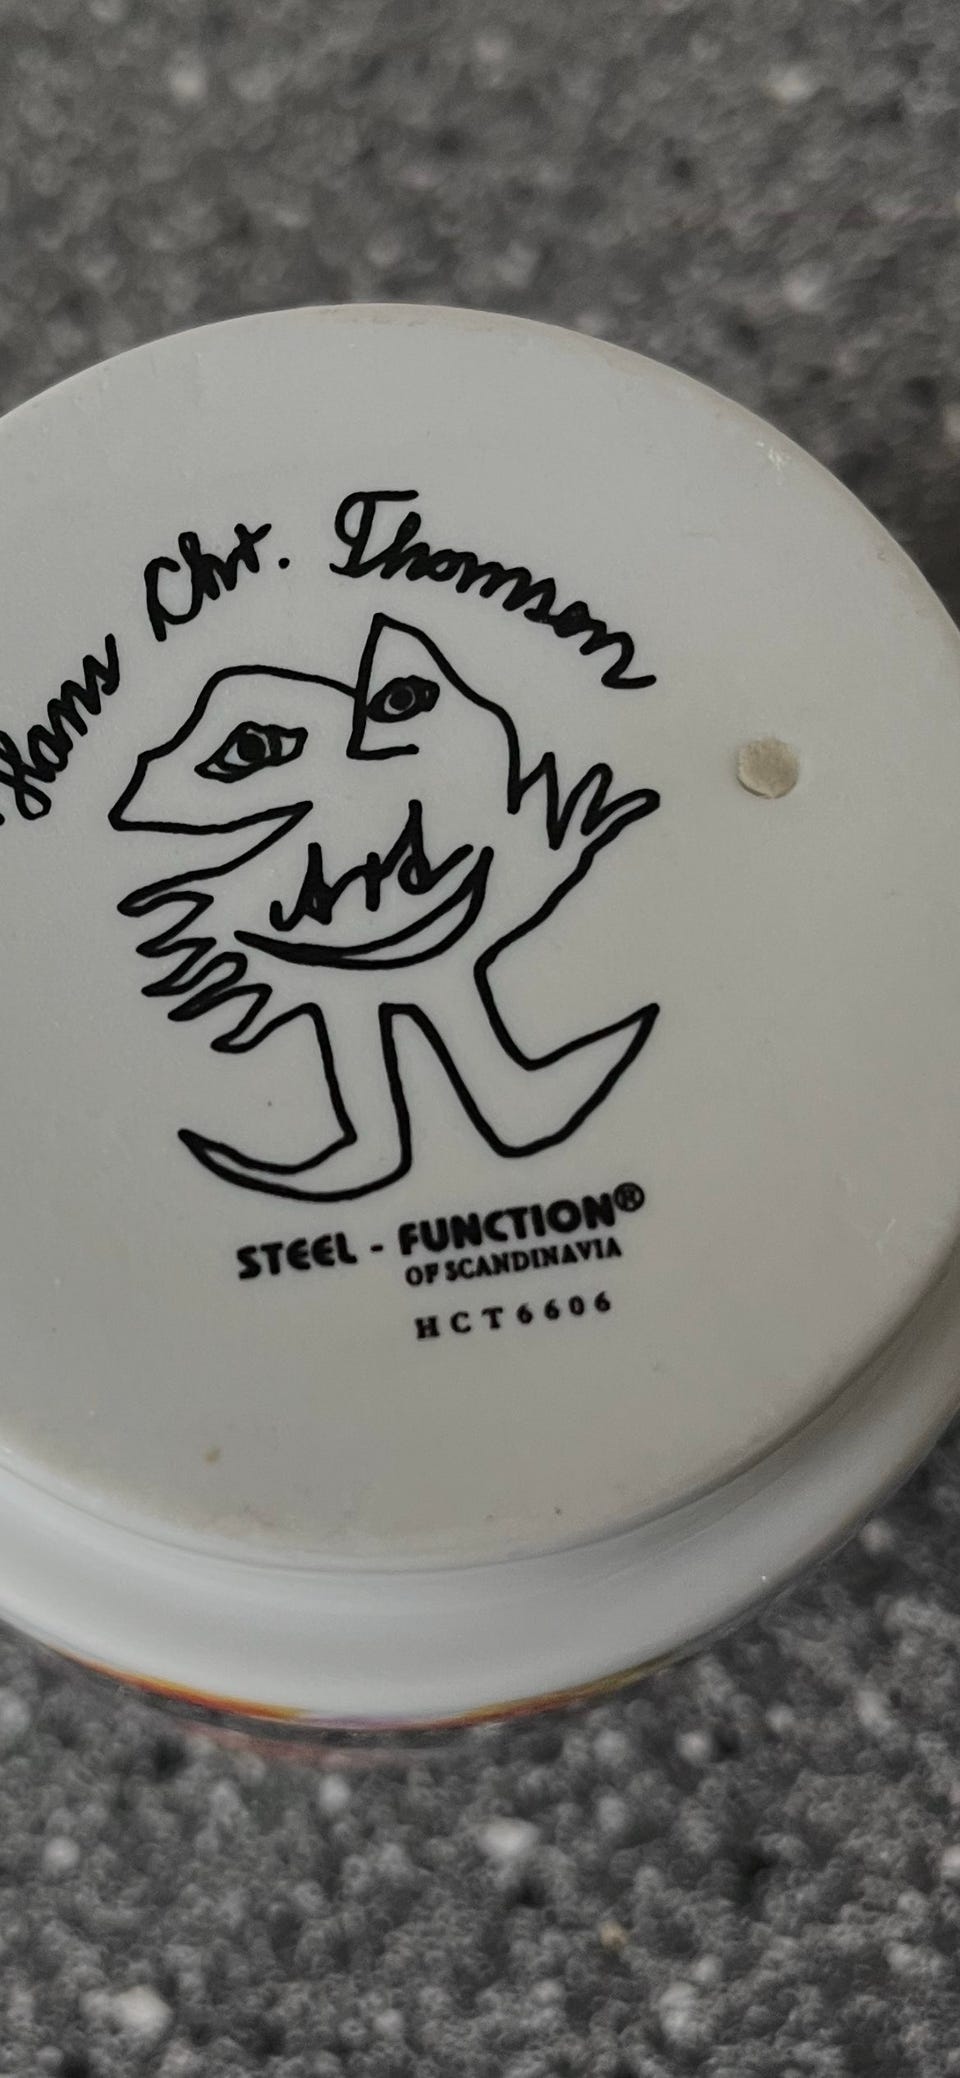 Hans Chr. Thomsen
Art
STEEL - FUNCTION®
OF SCANDINAVIA
HCT6606